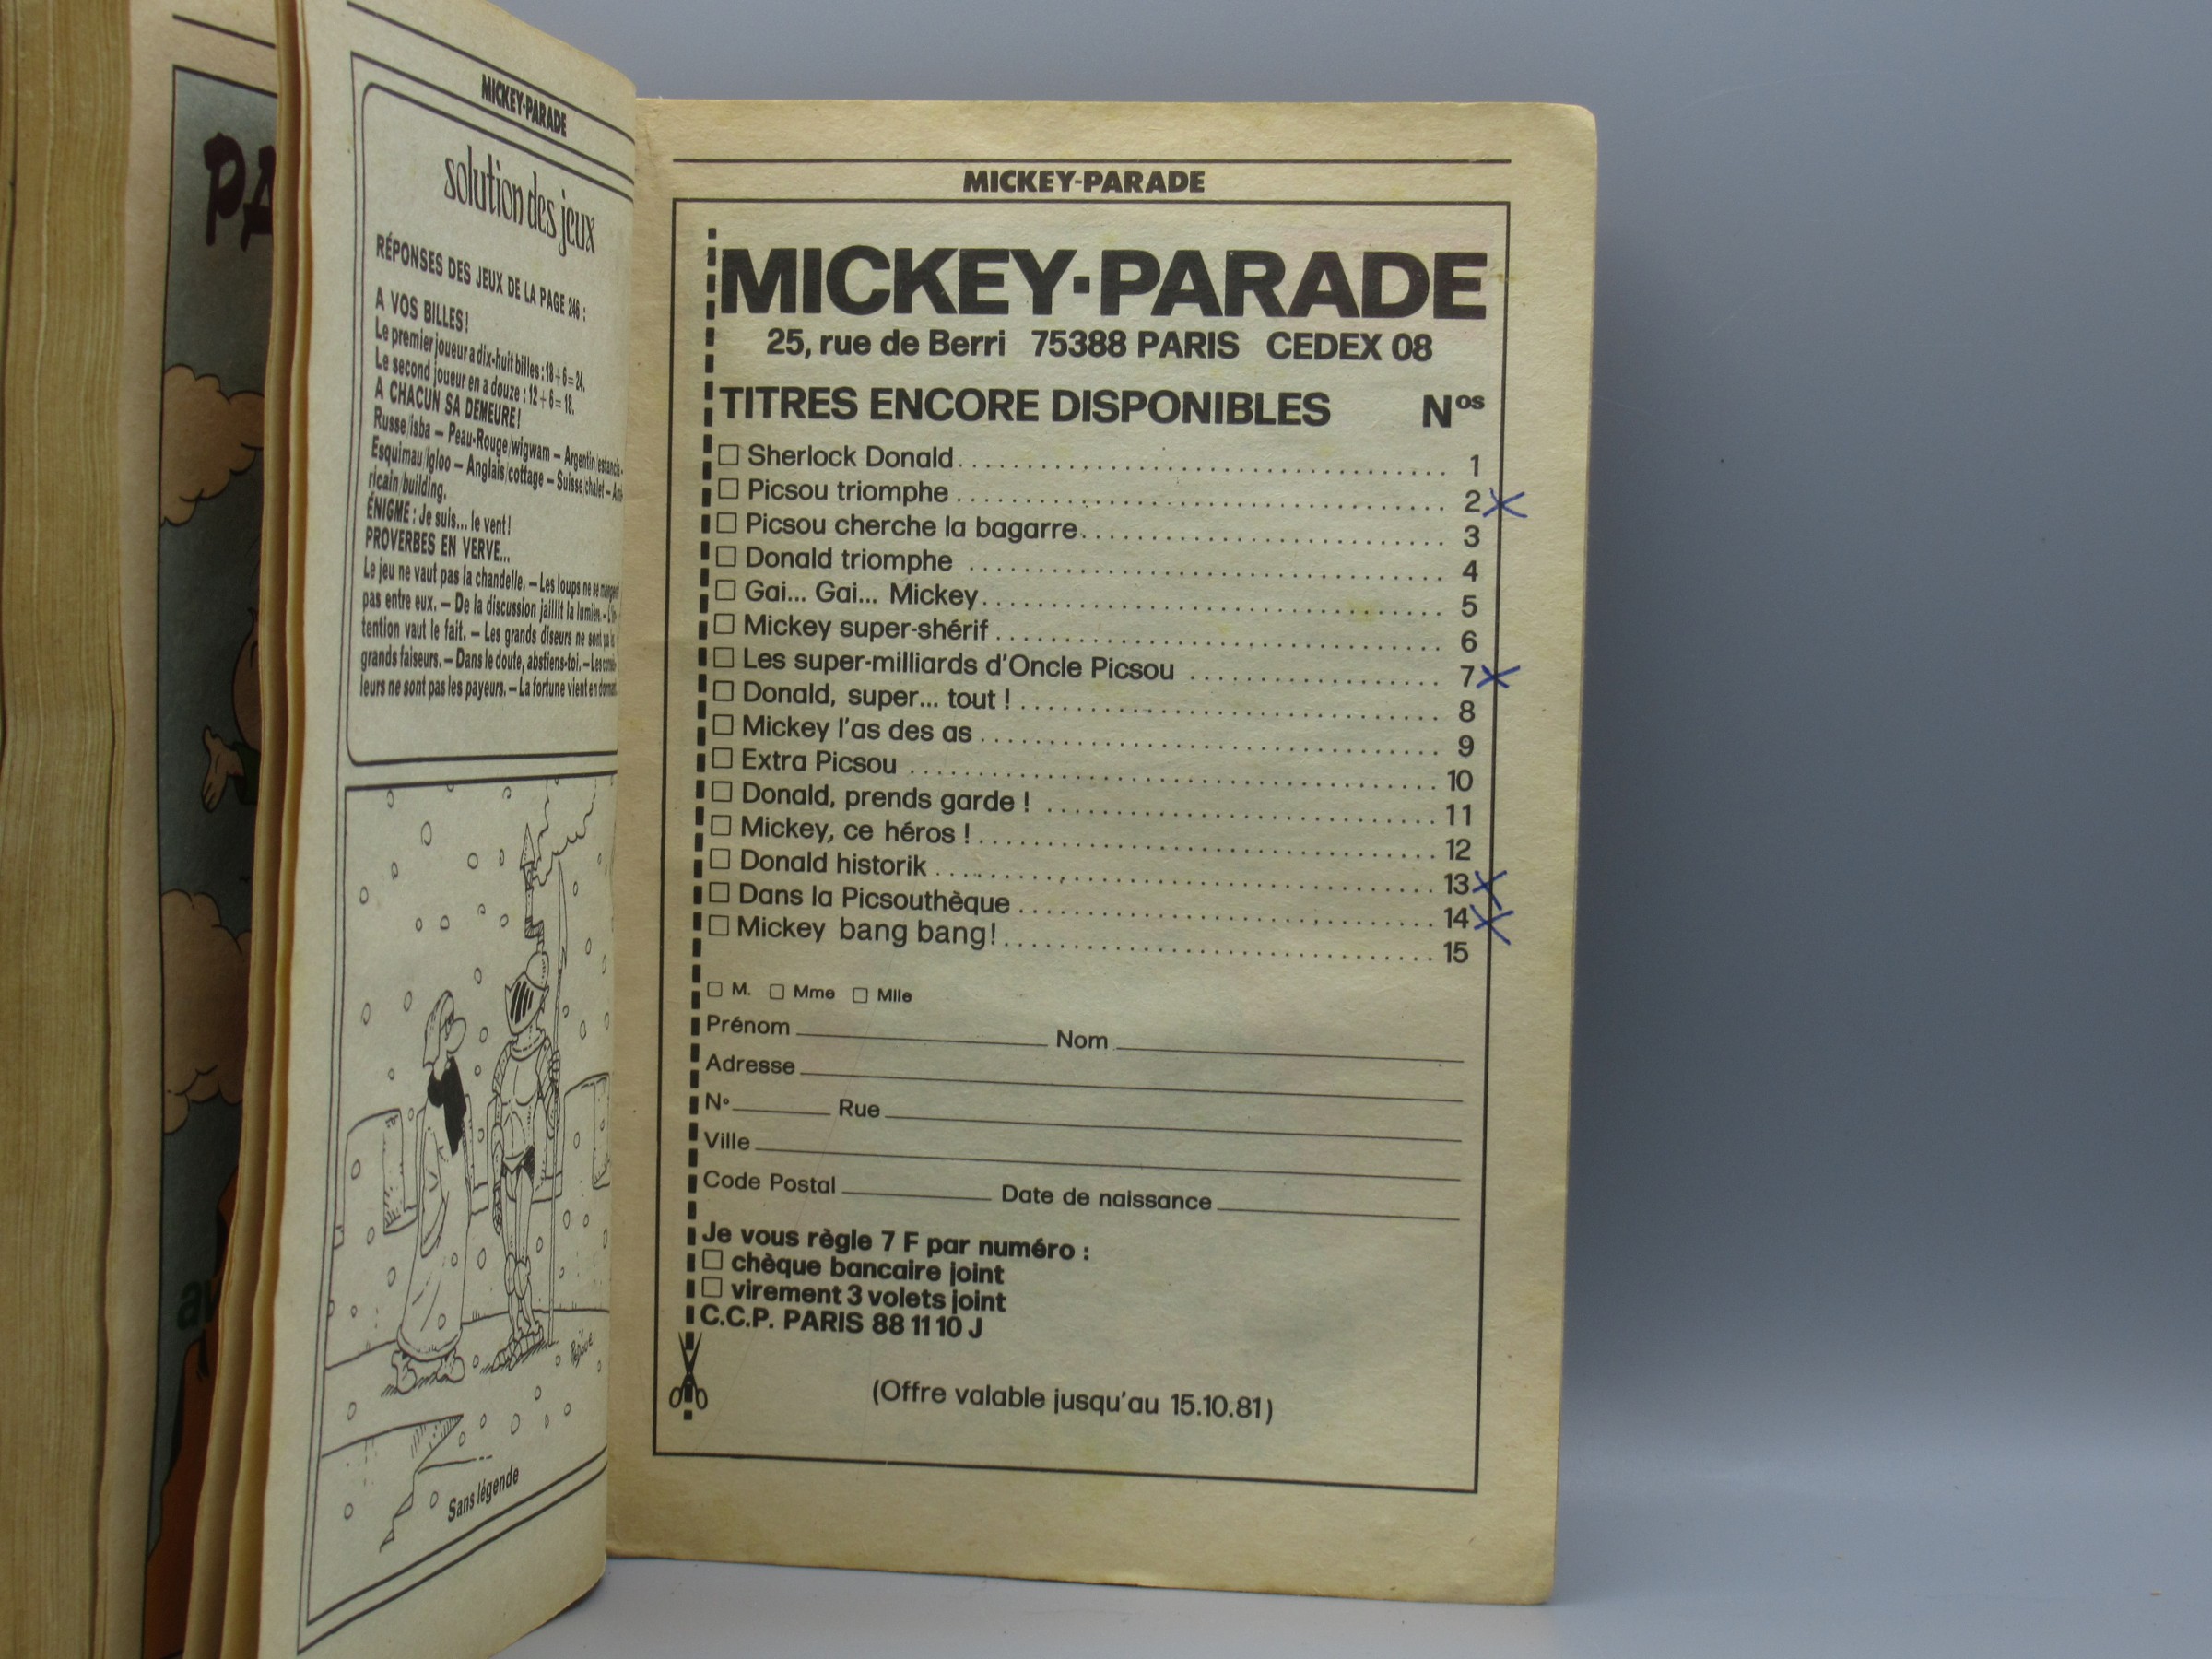 PA
av
MICKEY-PARADE
solution des jeux
RÉPONSES DES JEUX DE LA PAGE 246 :
A VOS BILLES!
Le premier joueur a dix-huit billes : 18 + 6 = 24.
Le second joueur en a douze : 12 + 6 = 18.
A CHACUN SA DEMEURE!
Russe/isba — Peau-Rouge/wigwam — Argentin/estancia —
Esquimau/igloo — Anglais/cottage — Suisse/chalet — Amé-
ricain/building.
ÉNIGME : Je suis... le vent!
PROVERBES EN VERVE...
Le jeu ne vaut pas la chandelle. — Les loups ne se mangent
pas entre eux. — De la discussion jaillit la lumière. — L'in-
tention vaut le fait. — Les grands diseurs ne sont pas les
grands faiseurs. — Dans le doute, abstiens-toi. — Les conseil-
leurs ne sont pas les payeurs. — La fortune vient en dormant.
Sans légende
MICKEY-PARADE
MICKEY·PARADE
25, rue de Berri 75388 PARIS CEDEX 08
TITRES ENCORE DISPONIBLES Nos
Sherlock Donald 1
Picsou triomphe 2 X
Picsou cherche la bagarre 3
Donald triomphe 4
Gai... Gai... Mickey 5
Mickey super-shérif 6
Les super-milliards d'Oncle Picsou 7 X
Donald, super... tout ! 8
Mickey l'as des as 9
Extra Picsou 10
Donald, prends garde ! 11
Mickey, ce héros ! 12
Donald historik 13 X
Dans la Picsouthèque 14 X
Mickey bang bang! 15
M. Mme Mlle
Prénom Nom
Adresse
N° Rue
Ville
Code Postal Date de naissance
Je vous règle 7 F par numéro :
chèque bancaire joint
virement 3 volets joint
C.C.P. PARIS 88 11 10 J
(Offre valable jusqu'au 15.10.81)